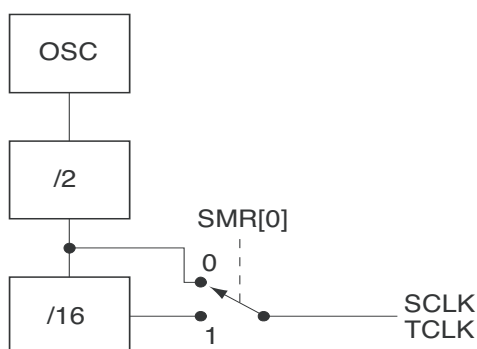 OSC
/2
SMR[0]
0
/16
1
SCLK
TCLK